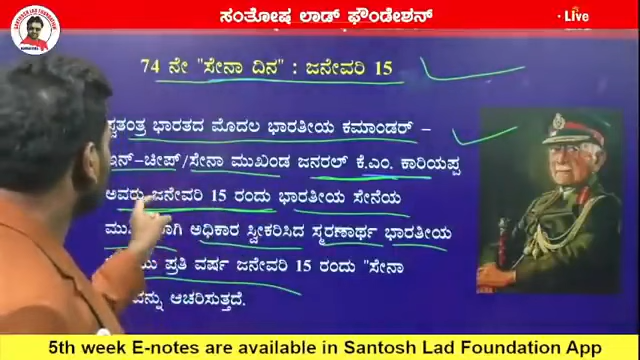 ಸಂತೋಷ ಲಾಡ್ ಫೌಂಡೇಶನ್
Live
74 ನೇ "ಸೇನಾ ದಿನ" : ಜನೇವರಿ 15
ಸ್ವತಂತ್ರ ಭಾರತದ ಮೊದಲ ಭಾರತೀಯ ಕಮಾಂಡರ್ –
ಇನ್-ಚೀಫ್/ಸೇನಾ ಮುಖಂಡ ಜನರಲ್ ಕೆ.ಎಂ. ಕಾರಿಯಪ್ಪ
ಅವರು ಜನೇವರಿ 15 ರಂದು ಭಾರತೀಯ ಸೇನೆಯ
ಅಧಿಕಾರ ಸ್ವೀಕರಿಸಿದ ಸ್ಮರಣಾರ್ಥ ಭಾರತೀಯ
ಪ್ರತಿ ವರ್ಷ ಜನೇವರಿ 15 ರಂದು "ಸೇನಾ
ಆಚರಿಸುತ್ತದೆ.
5th week E-notes are available in Santosh Lad Foundation App